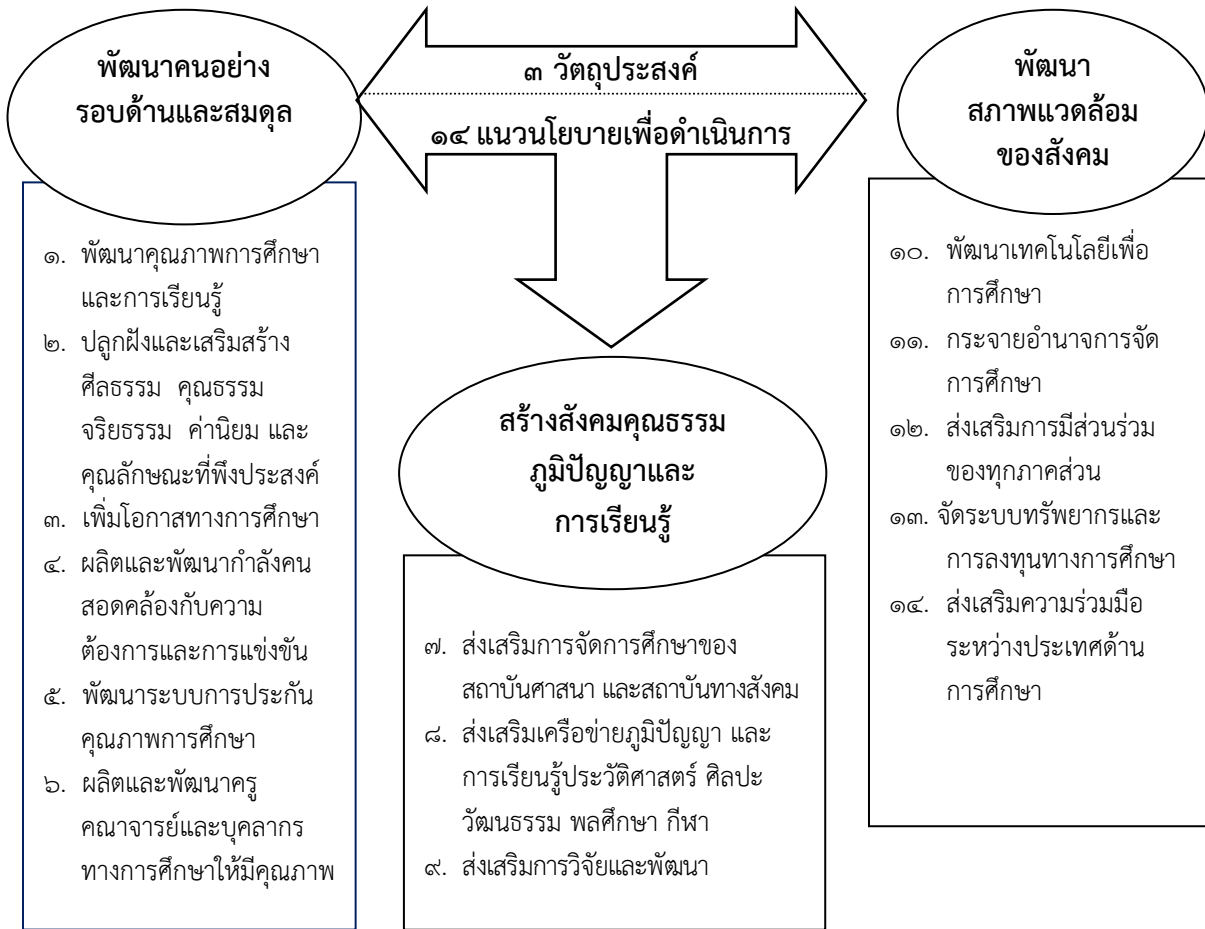 พัฒนาคนอย่าง
รอบด้านและสมดุล
๓ วัตถุประสงค์
๑๔ แนวนโยบายเพื่อดำเนินการ
พัฒนา
สภาพแวดล้อม
ของสังคม
๑. พัฒนาคุณภาพการศึกษา
และการเรียนรู้
๒. ปลูกฝังและเสริมสร้าง
ศีลธรรม คุณธรรม
จริยธรรม ค่านิยม และ
คุณลักษณะที่พึงประสงค์
๓. เพิ่มโอกาสทางการศึกษา
๔. ผลิตและพัฒนากำลังคน
สอดคล้องกับความ
ต้องการและการแข่งขัน
๕. พัฒนาระบบการประกัน
คุณภาพการศึกษา
๖. ผลิตและพัฒนาครู
คณาจารย์และบุคลากร
ทางการศึกษาให้มีคุณภาพ
สร้างสังคมคุณธรรม
ภูมิปัญญาและ
การเรียนรู้
๗. ส่งเสริมการจัดการศึกษาของ
สถาบันศาสนา และสถาบันทางสังคม
๘. ส่งเสริมเครือข่ายภูมิปัญญา และ
การเรียนรู้ประวัติศาสตร์ ศิลปะ
วัฒนธรรม พลศึกษา กีฬา
๙. ส่งเสริมการวิจัยและพัฒนา
๑๐. พัฒนาเทคโนโลยีเพื่อ
การศึกษา
๑๑. กระจายอำนาจการจัด
การศึกษา
๑๒. ส่งเสริมการมีส่วนร่วม
ของทุกภาคส่วน
๑๓. จัดระบบทรัพยากรและ
การลงทุนทางการศึกษา
๑๔. ส่งเสริมความร่วมมือ
ระหว่างประเทศด้าน
การศึกษา